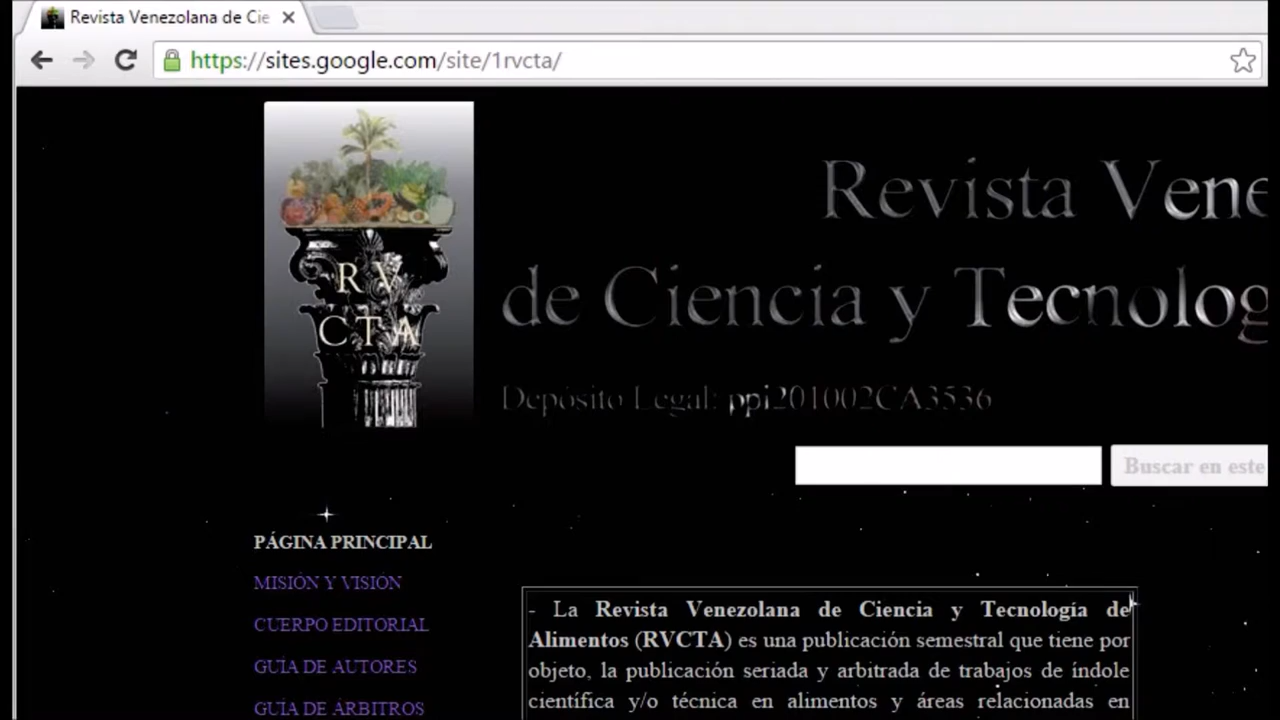 Revista Venezolana de Cie
https://sites.google.com/site/1rvcta/
R V
C T A
Revista Vene
de Ciencia y Tecnolog
Depósito Legal: ppi201002CA3536
Buscar en este
PÁGINA PRINCIPAL
MISIÓN Y VISIÓN
CUERPO EDITORIAL
GUÍA DE AUTORES
GUÍA DE ÁRBITROS
- La Revista Venezolana de Ciencia y Tecnología de
Alimentos (RVCTA) es una publicación semestral que tiene por
objeto, la publicación seriada y arbitrada de trabajos de índole
científica y/o técnica en alimentos y áreas relacionadas en